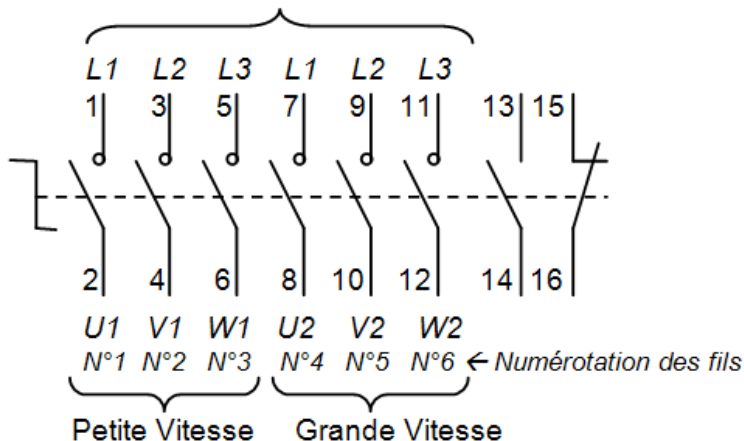 L1 L2 L3 L1 L2 L3
1 3 5 7 9 11 13 15
2 4 6 8 10 12 14 16
U1 V1 W1 U2 V2 W2
N°1 N°2 N°3 N°4 N°5 N°6 ← Numérotation des fils
Petite Vitesse Grande Vitesse